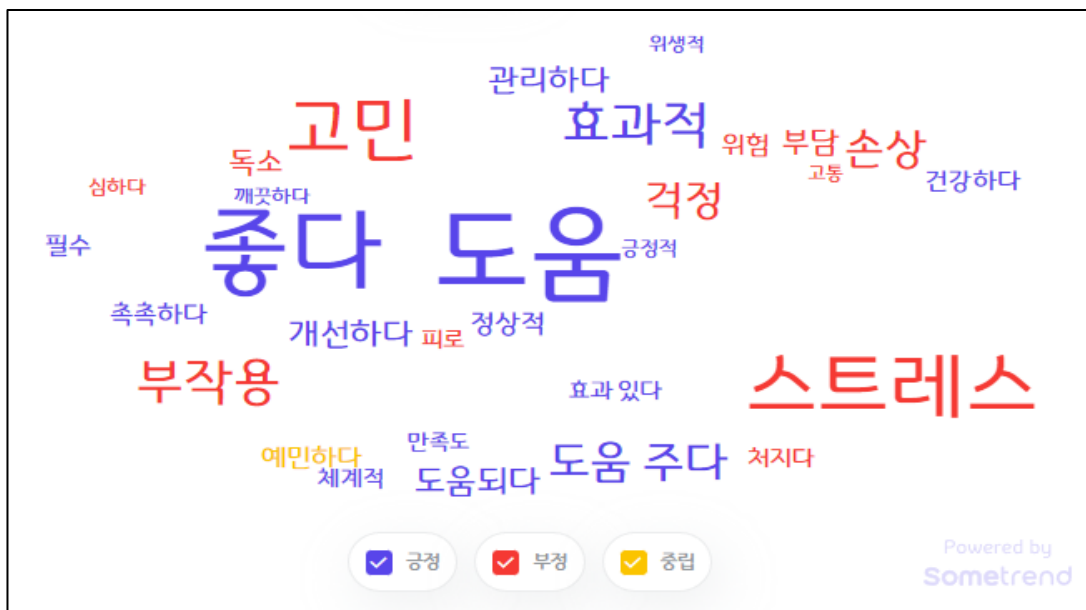 위생적
관리하다
고민
효과적
위험
부담
손상
독소
고통
심하다
깨끗하다
걱정
건강하다
필수
좋다
도움
긍정적
촉촉하다
개선하다
피로
정상적
부작용
효과 있다
스트레스
예민하다
만족도
도움 주다
처지다
체계적
도움되다
긍정
부정
중립
Powered by
Sometrend